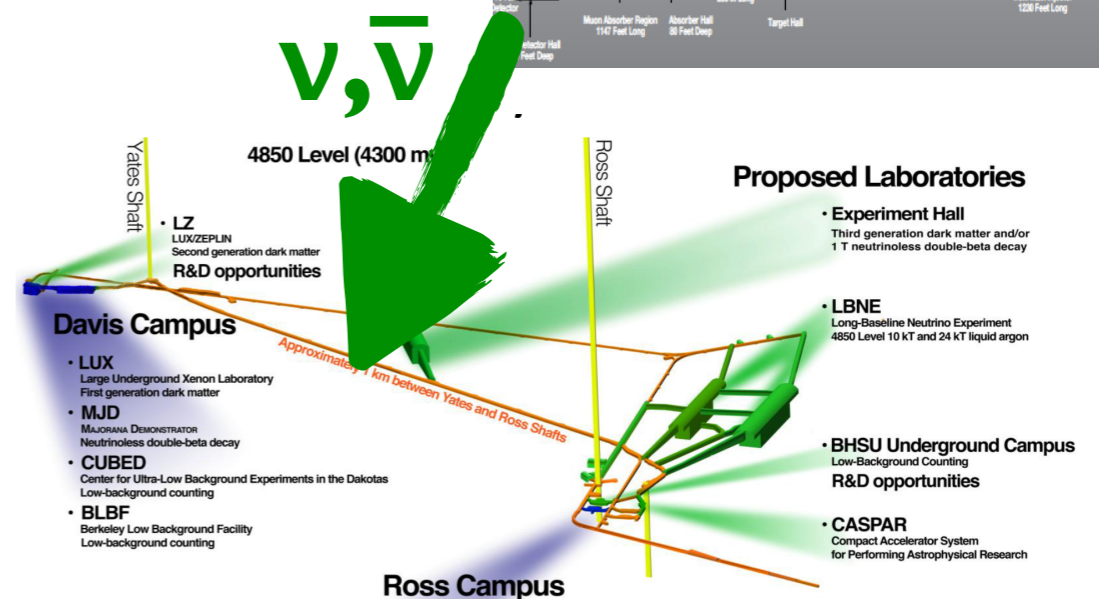 Muon Absorber Region
1147 Feet Long
Absorber Hall
80 Feet Deep
Target Hall
1230 Feet Long
Hall
Feet Deep
ν,ν̅
4850 Level (4300
Yates Shaft
Ross Shaft
• LZ
LUX/ZEPLIN
Second generation dark matter
R&D opportunities
Davis Campus
• LUX
Large Underground Xenon Laboratory
First generation dark matter
• MJD
MAJORANA DEMONSTRATOR
Neutrinoless double-beta decay
• CUBED
Center for Ultra-Low Background Experiments in the Dakotas
Low-background counting
• BLBF
Berkeley Low Background Facility
Low-background counting
Approximately 1 km between Yates and Ross Shafts
Proposed Laboratories
• Experiment Hall
Third generation dark matter and/or
1 T neutrinoless double-beta decay
• LBNE
Long-Baseline Neutrino Experiment
4850 Level 10 kT and 24 kT liquid argon
• BHSU Underground Campus
Low-Background Counting
R&D opportunities
• CASPAR
Compact Accelerator System
for Performing Astrophysical Research
Ross Campus